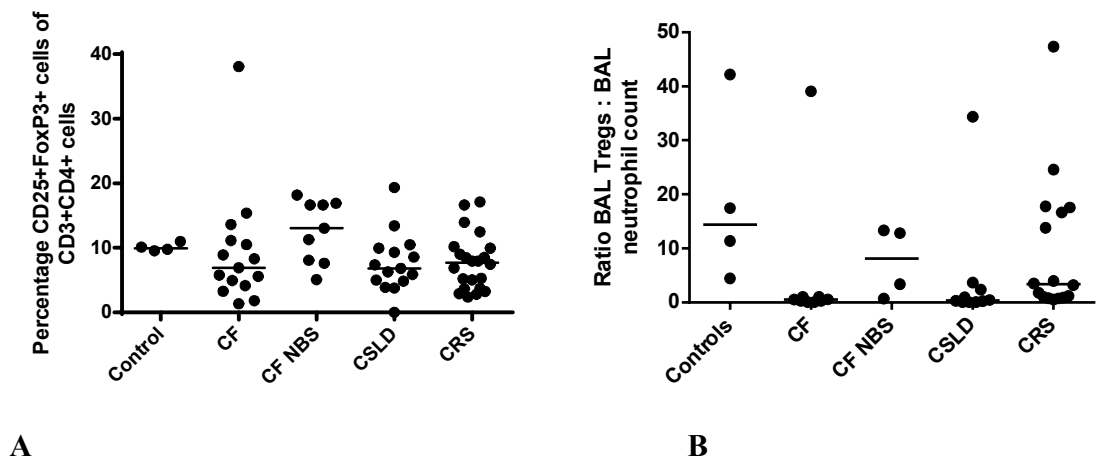 Percentage CD25+FoxP3+ cells of
CD3+CD4+ cells
40
30
20
10
0
Control
CF
CF NBS
CSLD
CRS
A
Ratio BAL Tregs : BAL
neutrophil count
50
40
30
20
10
0
Controls
CF
CF NBS
CSLD
CRS
B